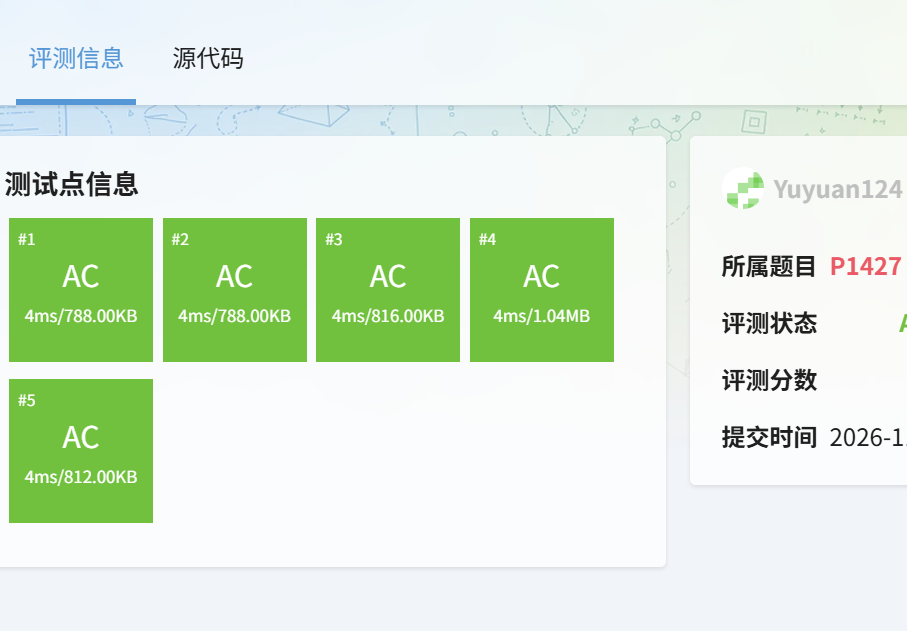 评测信息 源代码
测试点信息
#1
AC
4ms/788.00KB
#2
AC
4ms/788.00KB
#3
AC
4ms/816.00KB
#4
AC
4ms/1.04MB
#5
AC
4ms/812.00KB
Yuyuan124
所属题目 P1427
评测状态
评测分数
提交时间 2026-1